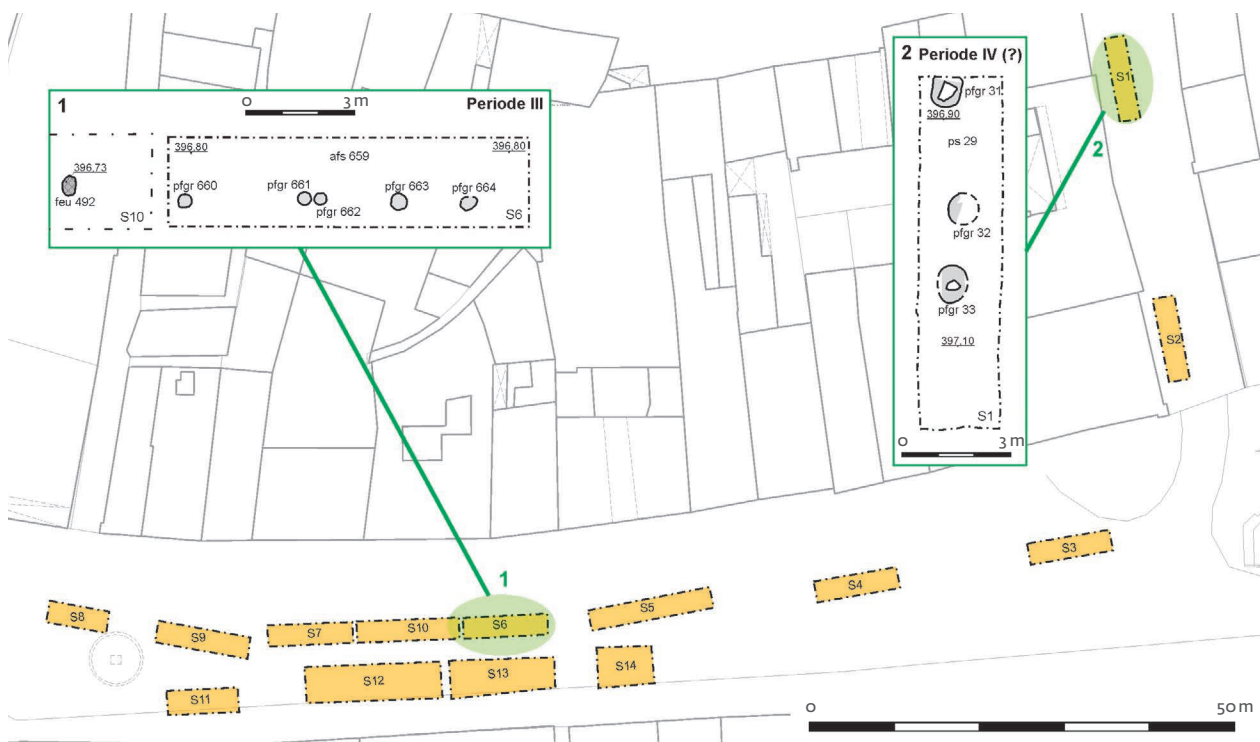 1
0 3 m
Periode III
396.73
feu 492
S10
396.80
afs 659
396.80
pfgr 660
pfgr 661
pfgr 662
pfgr 663
pfgr 664
S6
2 Periode IV (?)
pfgr 31
396.90
ps 29
pfgr 32
pfgr 33
397.10
S1
0 3 m
S1
2
S2
S3
S4
S5
1
S6
S10
S7
S9
S8
S11
S12
S13
S14
0 50 m